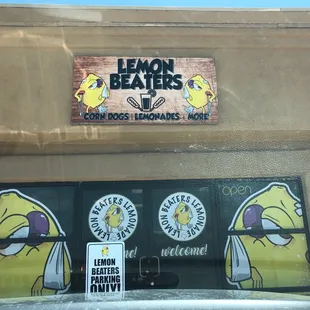 LEMON
BEATERS
CORN DOGS | LEMONADES | MORE
open
LEMON BEATERS LEMONADE
LEMON BEATERS LEMONADE
welcome!
LEMON
BEATERS
PARKING
ONLY!